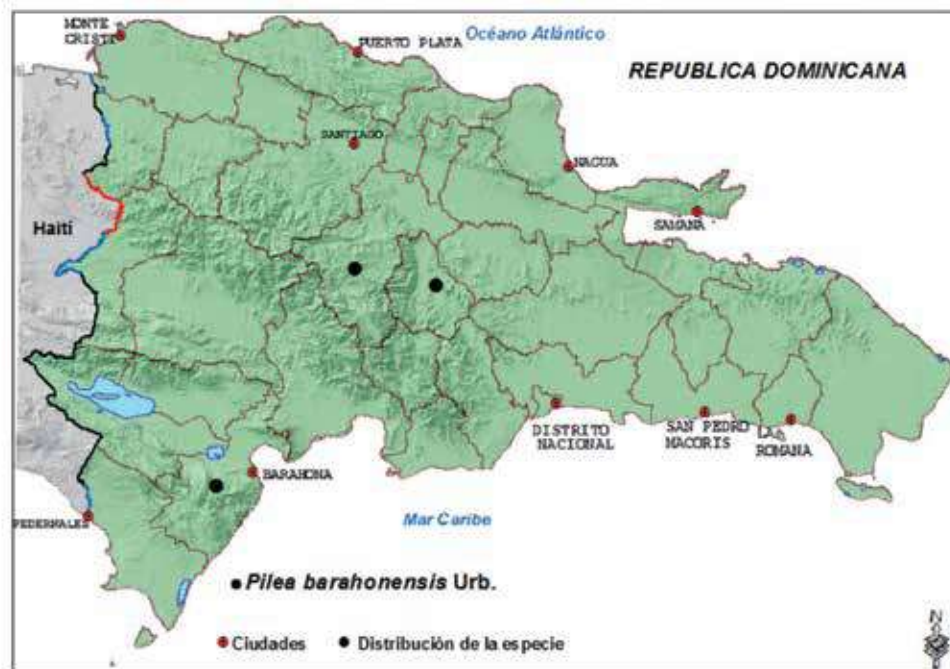 MONTE
CRISTI
PUERTO PLATA
Océano Atlántico
REPUBLICA DOMINICANA
SANTIAGO
NAGUA
Haití
SAMANA
DISTRITO
NACIONAL
SAN PEDRO
MACORIS
LA
ROMANA
BARAHONA
PEDERNALES
Mar Caribe
Pilea barahonensis Urb.
Ciudades
Distribución de la especie